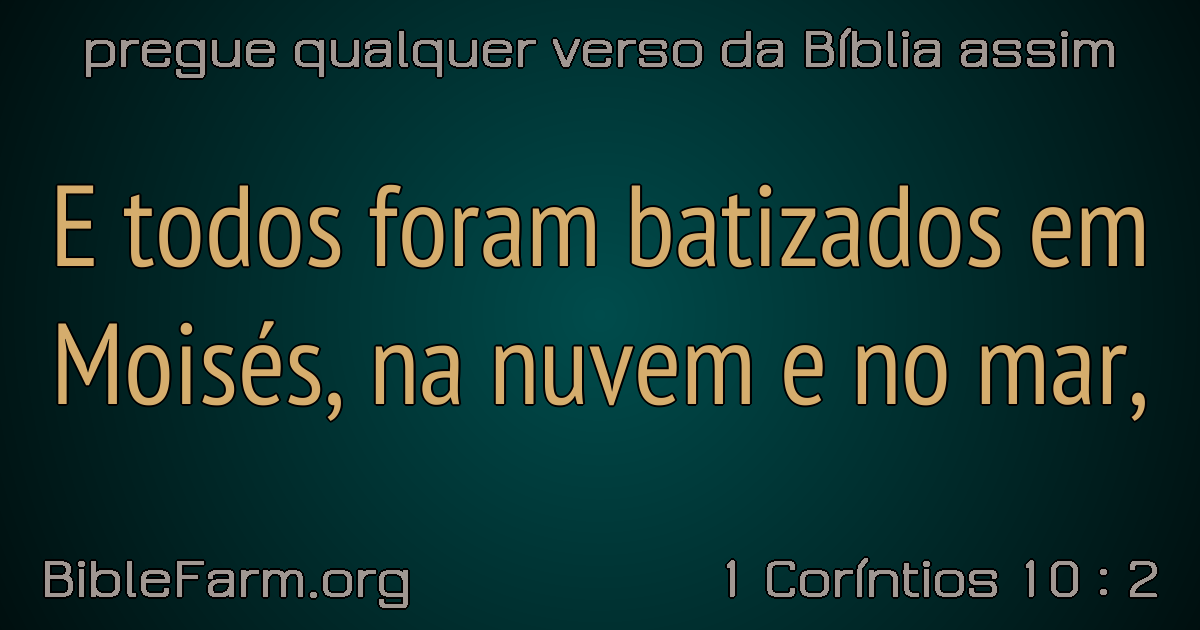 pregue qualquer verso da Bíblia assim
E todos foram batizados em
Moisés, na nuvem e no mar,
BibleFarm.org
1 Coríntios 10 : 2